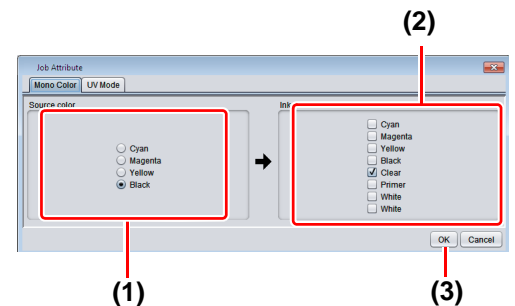 (2)
Job Attribute
Mono Color UV Mode
Source color
Ink
Cyan
Magenta
Yellow
Black
Cyan
Magenta
Yellow
Black
Clear
Primer
White
White
OK Cancel
(1)
(3)